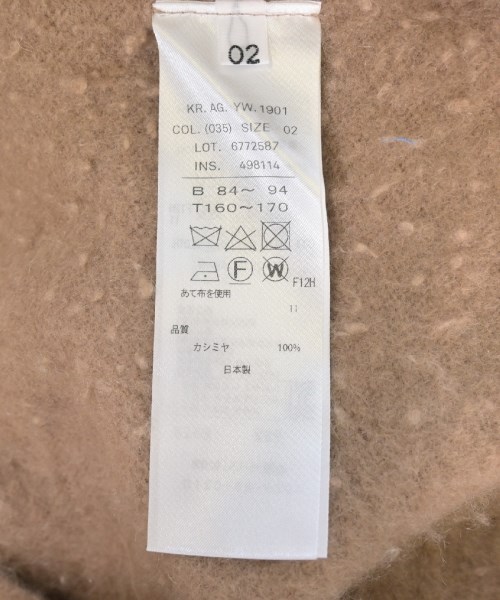 02
KR. AG. YW. 1901
COL. (035) SIZE 02
LOT. 6772587
INS. 498114
B 84～ 94
T160～170
F W F12H
あて布を使用
11
品質
カシミヤ 100%
日本製